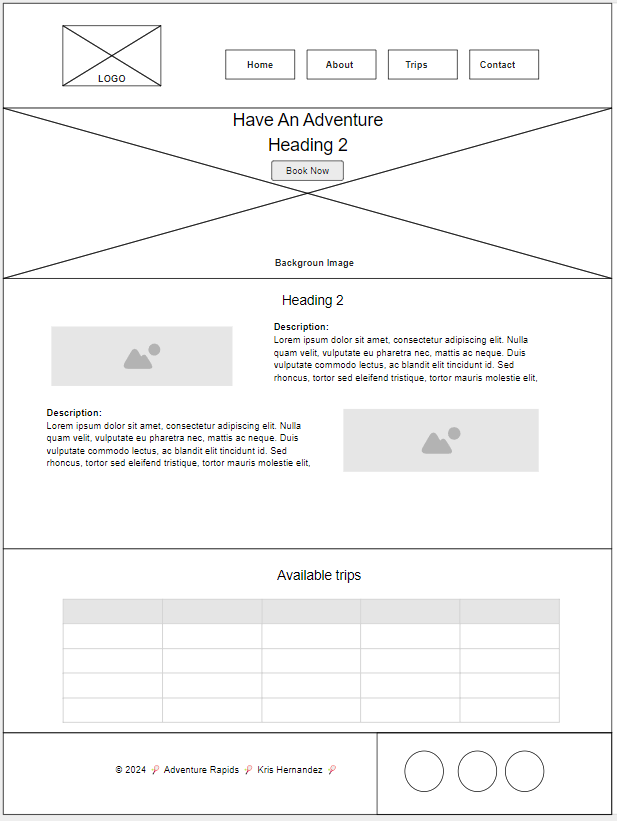 LOGO
Home
About
Trips
Contact
Have An Adventure
Heading 2
Book Now
Backgroun Image
Heading 2
Description:
Lorem ipsum dolor sit amet, consectetur adipiscing elit. Nulla
quam velit, vulputate eu pharetra nec, mattis ac neque. Duis
vulputate commodo lectus, ac blandit elit tincidunt id. Sed
rhoncus, tortor sed eleifend tristique, tortor mauris molestie elit,
Description:
Lorem ipsum dolor sit amet, consectetur adipiscing elit. Nulla
quam velit, vulputate eu pharetra nec, mattis ac neque. Duis
vulputate commodo lectus, ac blandit elit tincidunt id. Sed
rhoncus, tortor sed eleifend tristique, tortor mauris molestie elit,
Available trips
© 2024 Adventure Rapids Kris Hernandez